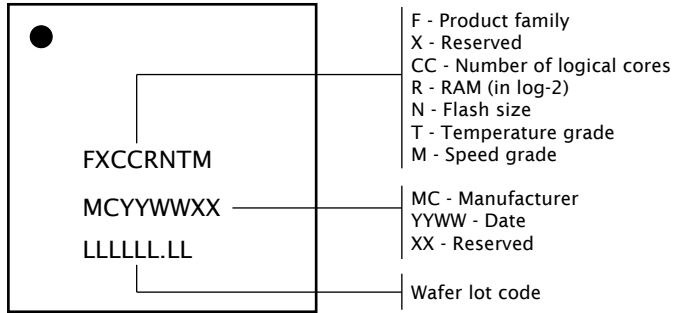 FXCCRNTM
MCYYWWXX
LLLLLL.LL
F - Product family
X - Reserved
CC - Number of logical cores
R - RAM (in log-2)
N - Flash size
T - Temperature grade
M - Speed grade
MC - Manufacturer
YYWW - Date
XX - Reserved
Wafer lot code